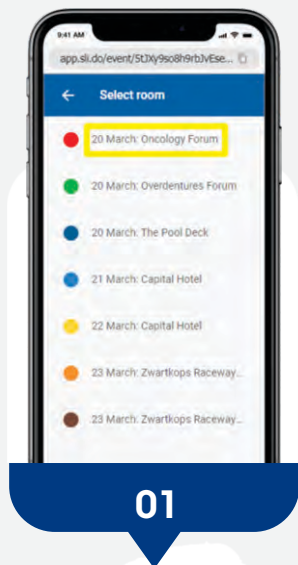 9:41 AM
app.sli.do/event/5tJXy9so8h9rbJvEse...
Select room
20 March: Oncology Forum
20 March: Overdentures Forum
20 March: The Pool Deck
21 March: Capital Hotel
22 March: Capital Hotel
23 March: Zwartkops Raceway...
23 March: Zwartkops Raceway...
01